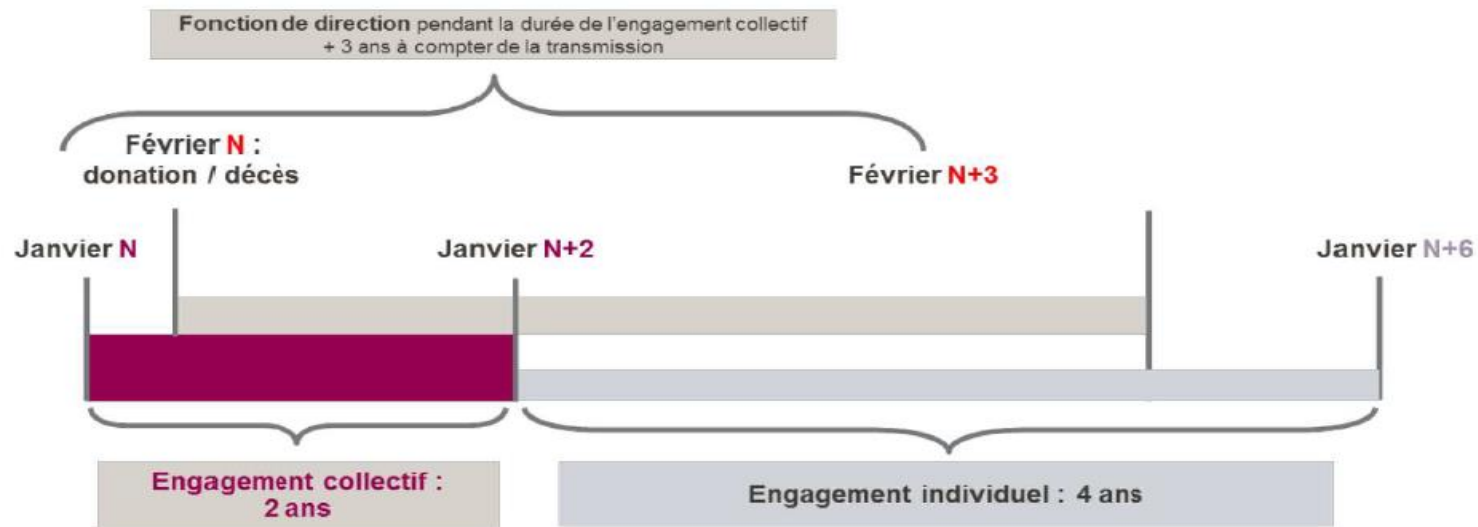 Fonction de direction pendant la durée de l'engagement collectif
+ 3 ans à compter de la transmission
Février N :
donation / décès
Février N+3
Janvier N
Janvier N+2
Janvier N+6
Engagement collectif :
2 ans
Engagement individuel : 4 ans